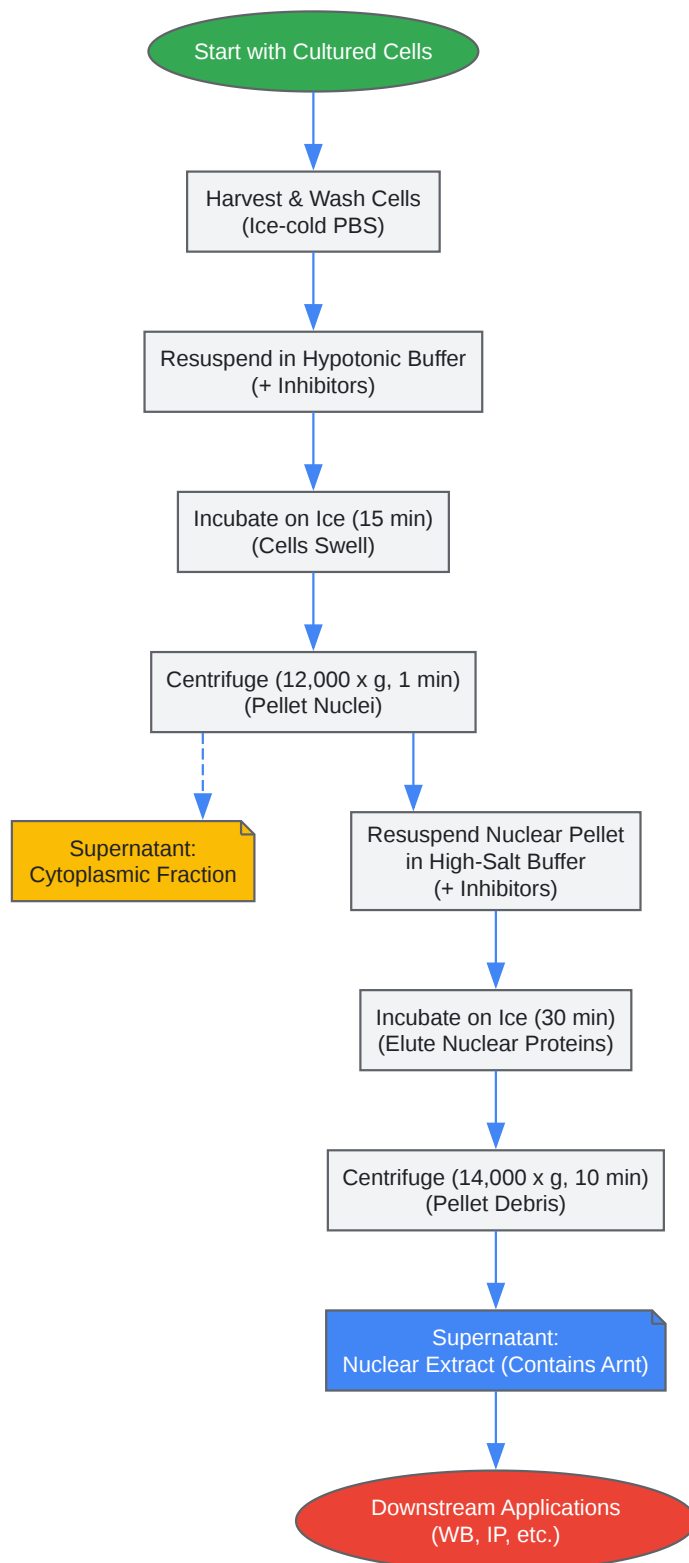 Start with Cultured Cells
Harvest & Wash Cells
(Ice-cold PBS)
Resuspend in Hypotonic Buffer
(+ Inhibitors)
Incubate on Ice (15 min)
(Cells Swell)
Centrifuge (12,000 x g, 1 min)
(Pellet Nuclei)
Supernatant:
Cytoplasmic Fraction
Resuspend Nuclear Pellet
in High-Salt Buffer
(+ Inhibitors)
Incubate on Ice (30 min)
(Elute Nuclear Proteins)
Centrifuge (14,000 x g, 10 min)
(Pellet Debris)
Supernatant:
Nuclear Extract (Contains Arnt)
Downstream Applications
(WB, IP, etc.)